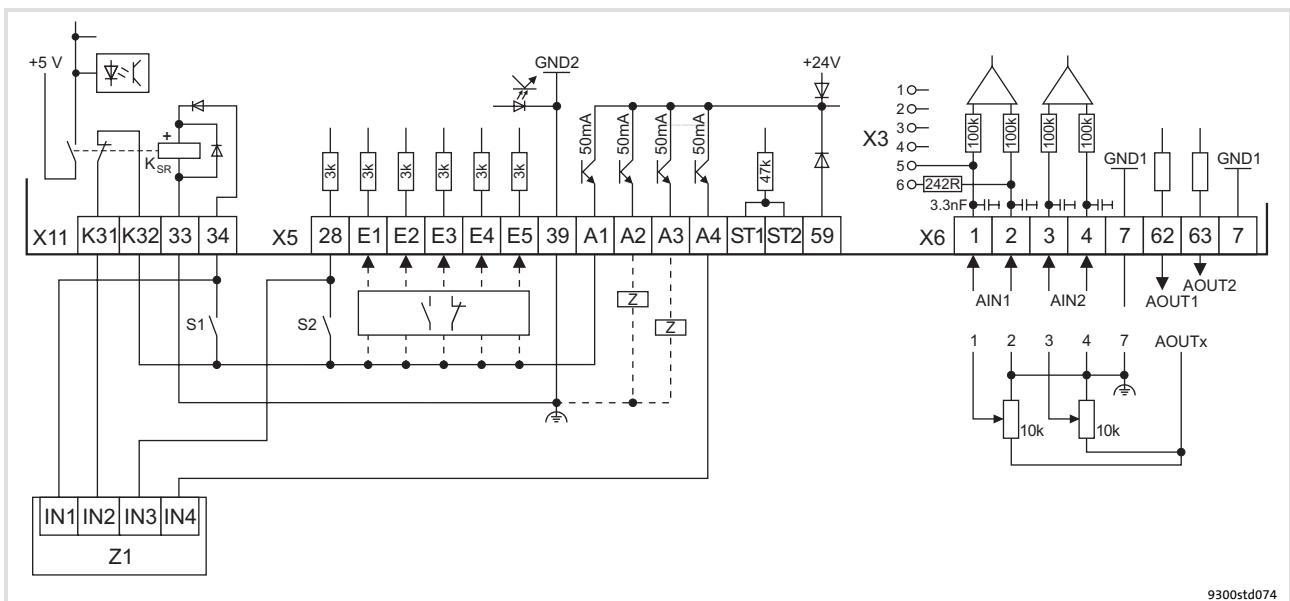 +5 V
+
K SR
GND2
+24V
50mA
50mA
50mA
50mA
3k
3k
3k
3k
3k
3k
47k
X3
1
2
3
4
5
6
242R
100k
100k
100k
100k
3.3nF
GND1
GND1
X11 K31 K32 33 34
X5 28 E1 E2 E3 E4 E5 39 A1 A2 A3 A4 ST1 ST2 59
X6 1 2 3 4 7 62 63 7
S1
S2
Z
Z
AIN1 AIN2 AOUT1 AOUT2
1 2 3 4 7 AOUTx
10k 10k
IN1 IN2 IN3 IN4
Z1
9300std074